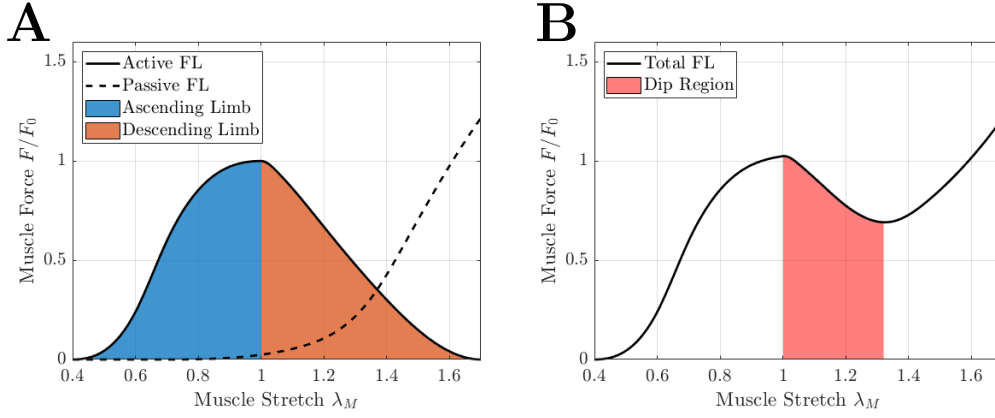 A
Muscle Force F/F₀
1.5
1
0.5
0
Active FL
Passive FL
Ascending Limb
Descending Limb
0.4 0.6 0.8 1 1.2 1.4 1.6
Muscle Stretch λ_M
B
Muscle Force F/F₀
1.5
1
0.5
0
Total FL
Dip Region
0.4 0.6 0.8 1 1.2 1.4 1.6
Muscle Stretch λ_M